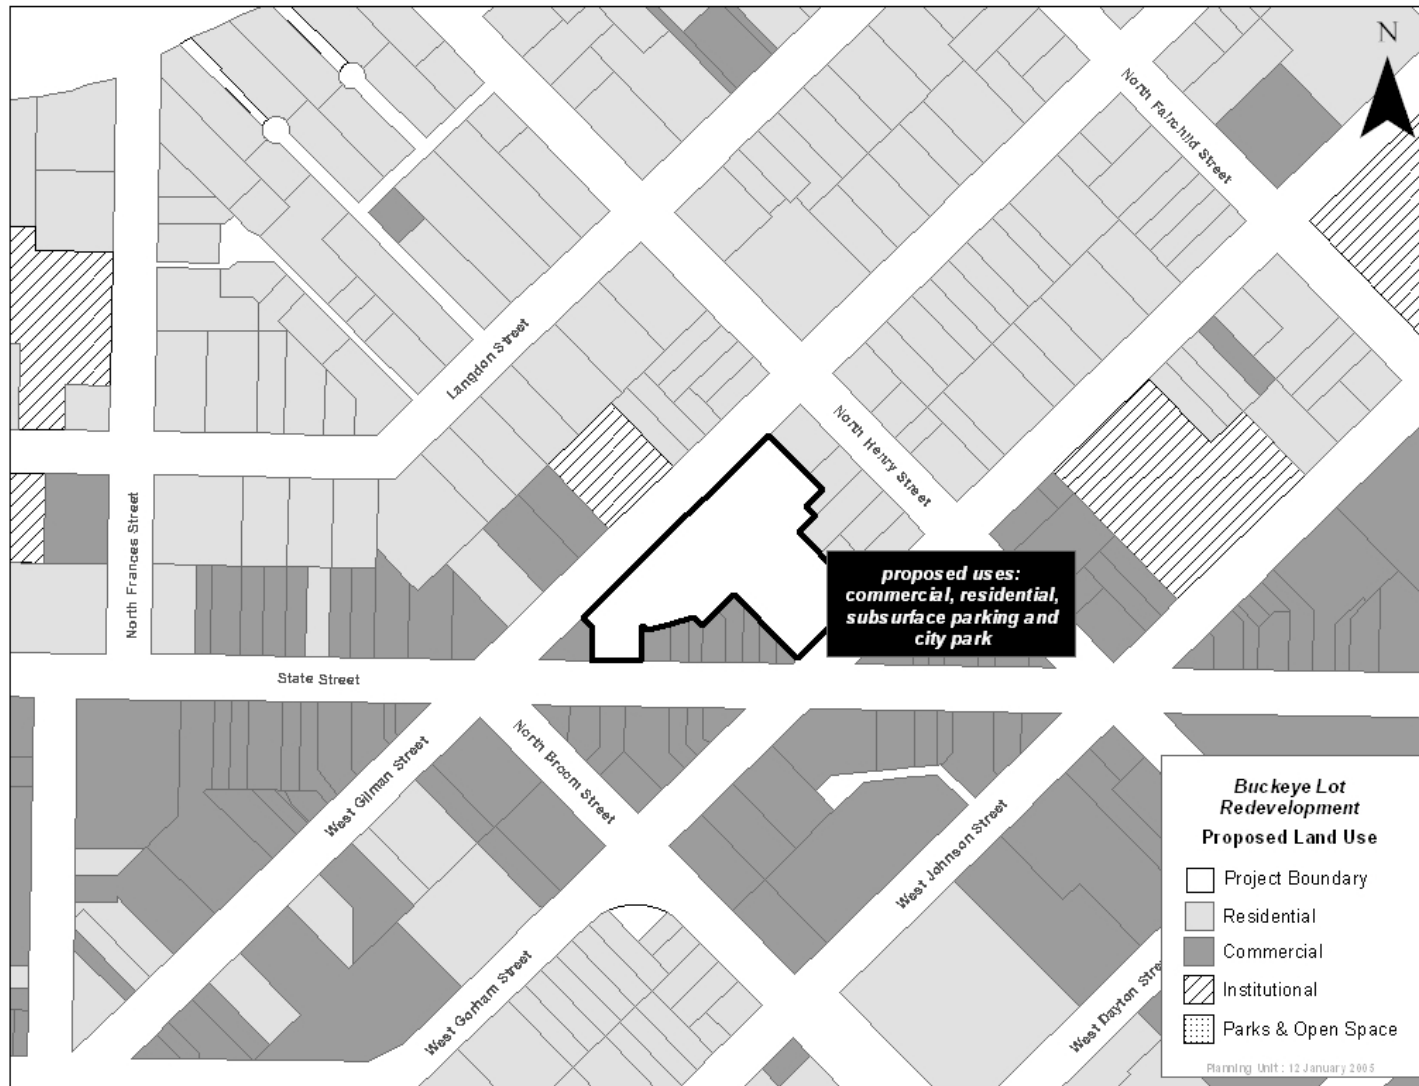 N
North Fairchild Street
Langdon Street
North Henry Street
North Frances Street
proposed uses:
commercial, residential,
subsurface parking and
city park
State Street
North Broom Street
West Gilman Street
West Johnson Street
West Gorham Street
West Dayton Stre
Buckeye Lot
Redevelopment
Proposed Land Use
Project Boundary
Residential
Commercial
Institutional
Parks & Open Space
Planning Unit : 12 January 2005